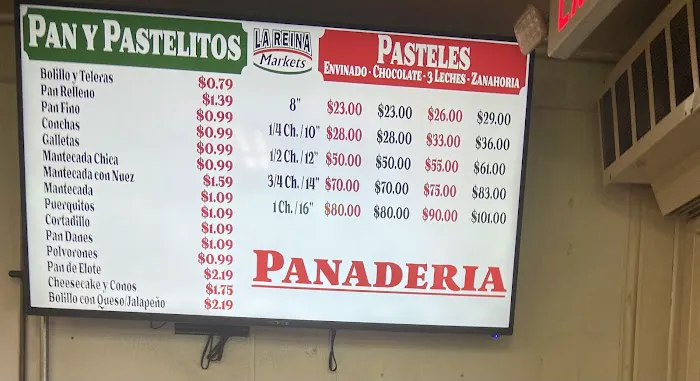 PAN Y PASTELITOS
Bolillo y Teleras $0.79
Pan Relleno $1.39
Pan Fino $0.99
Conchas $0.99
Galletas $0.99
Mantecada Chica $0.99
Mantecada con Nuez $1.59
Mantecada $1.09
Puerquitos $1.09
Cortadillo $1.09
Pan Danes $1.09
Polvorones $0.99
Pan de Elote $2.19
Cheesecake y Conos $1.75
Bolillo con Queso/Jalapeño $2.19
LA REINA
Markets
PASTELES
ENVINADO - CHOCOLATE - 3 LECHES - ZANAHORIA
8" $23.00 $23.00 $26.00 $29.00
1/4 Ch./10" $28.00 $28.00 $33.00 $36.00
1/2 Ch./12" $50.00 $50.00 $55.00 $61.00
3/4 Ch./14" $70.00 $70.00 $75.00 $83.00
1 Ch./16" $80.00 $80.00 $90.00 $101.00
PANADERIA